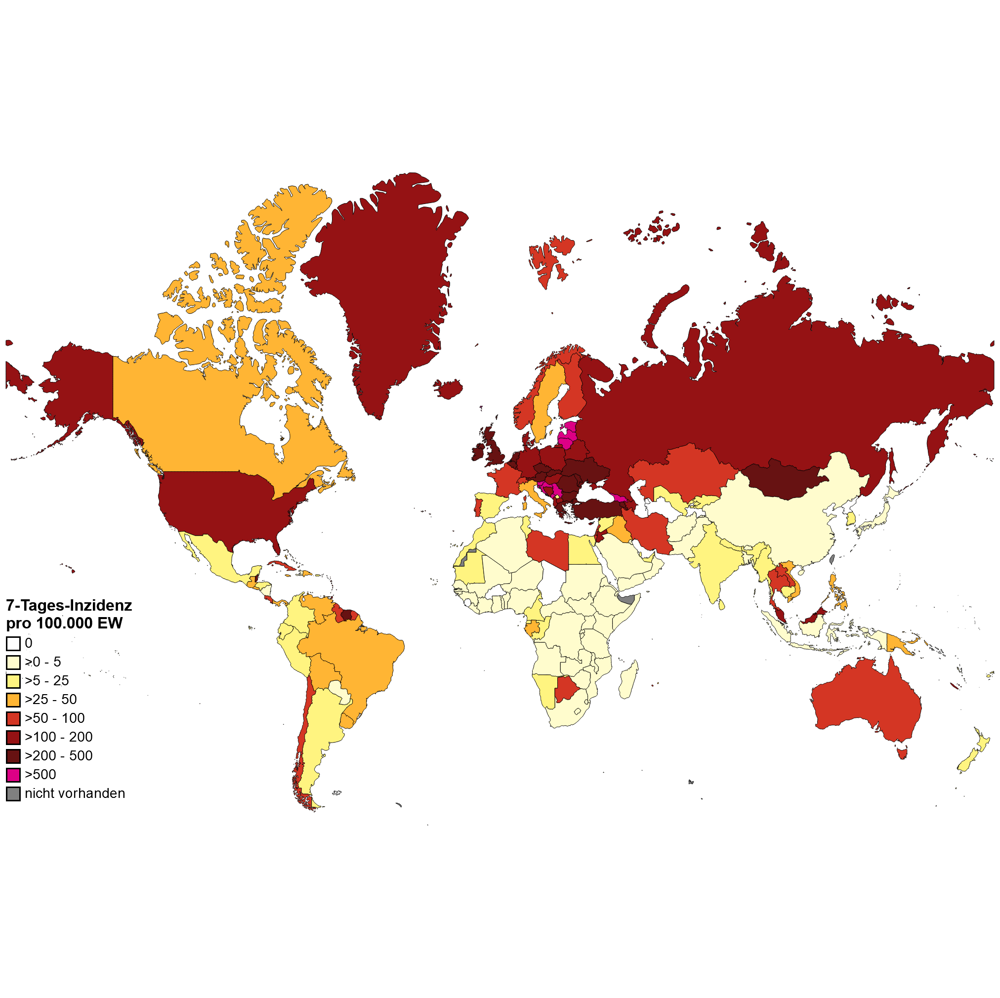 7-Tages-Inzidenz
pro 100.000 EW
0
>0 - 5
>5 - 25
>25 - 50
>50 - 100
>100 - 200
>200 - 500
>500
nicht vorhanden